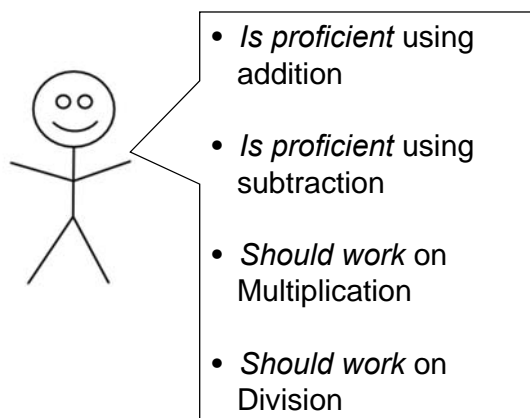 • Is proficient using
addition
• Is proficient using
subtraction
• Should work on
Multiplication
• Should work on
Division